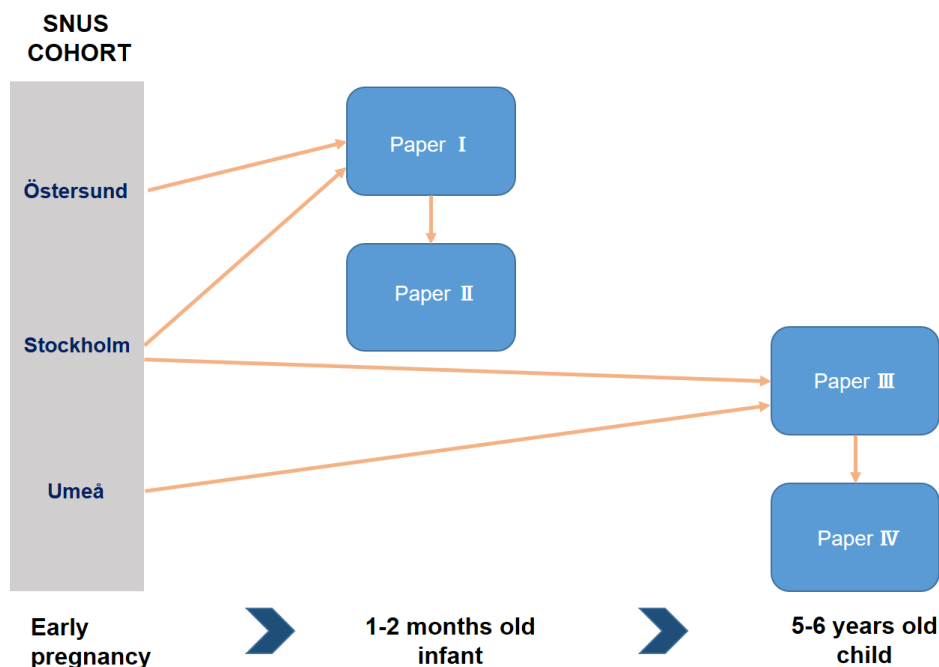 SNUS
COHORT
Östersund
Stockholm
Umeå
Paper Ⅰ
Paper Ⅱ
Paper Ⅲ
Paper Ⅳ
Early
pregnancy
1-2 months old
infant
5-6 years old
child